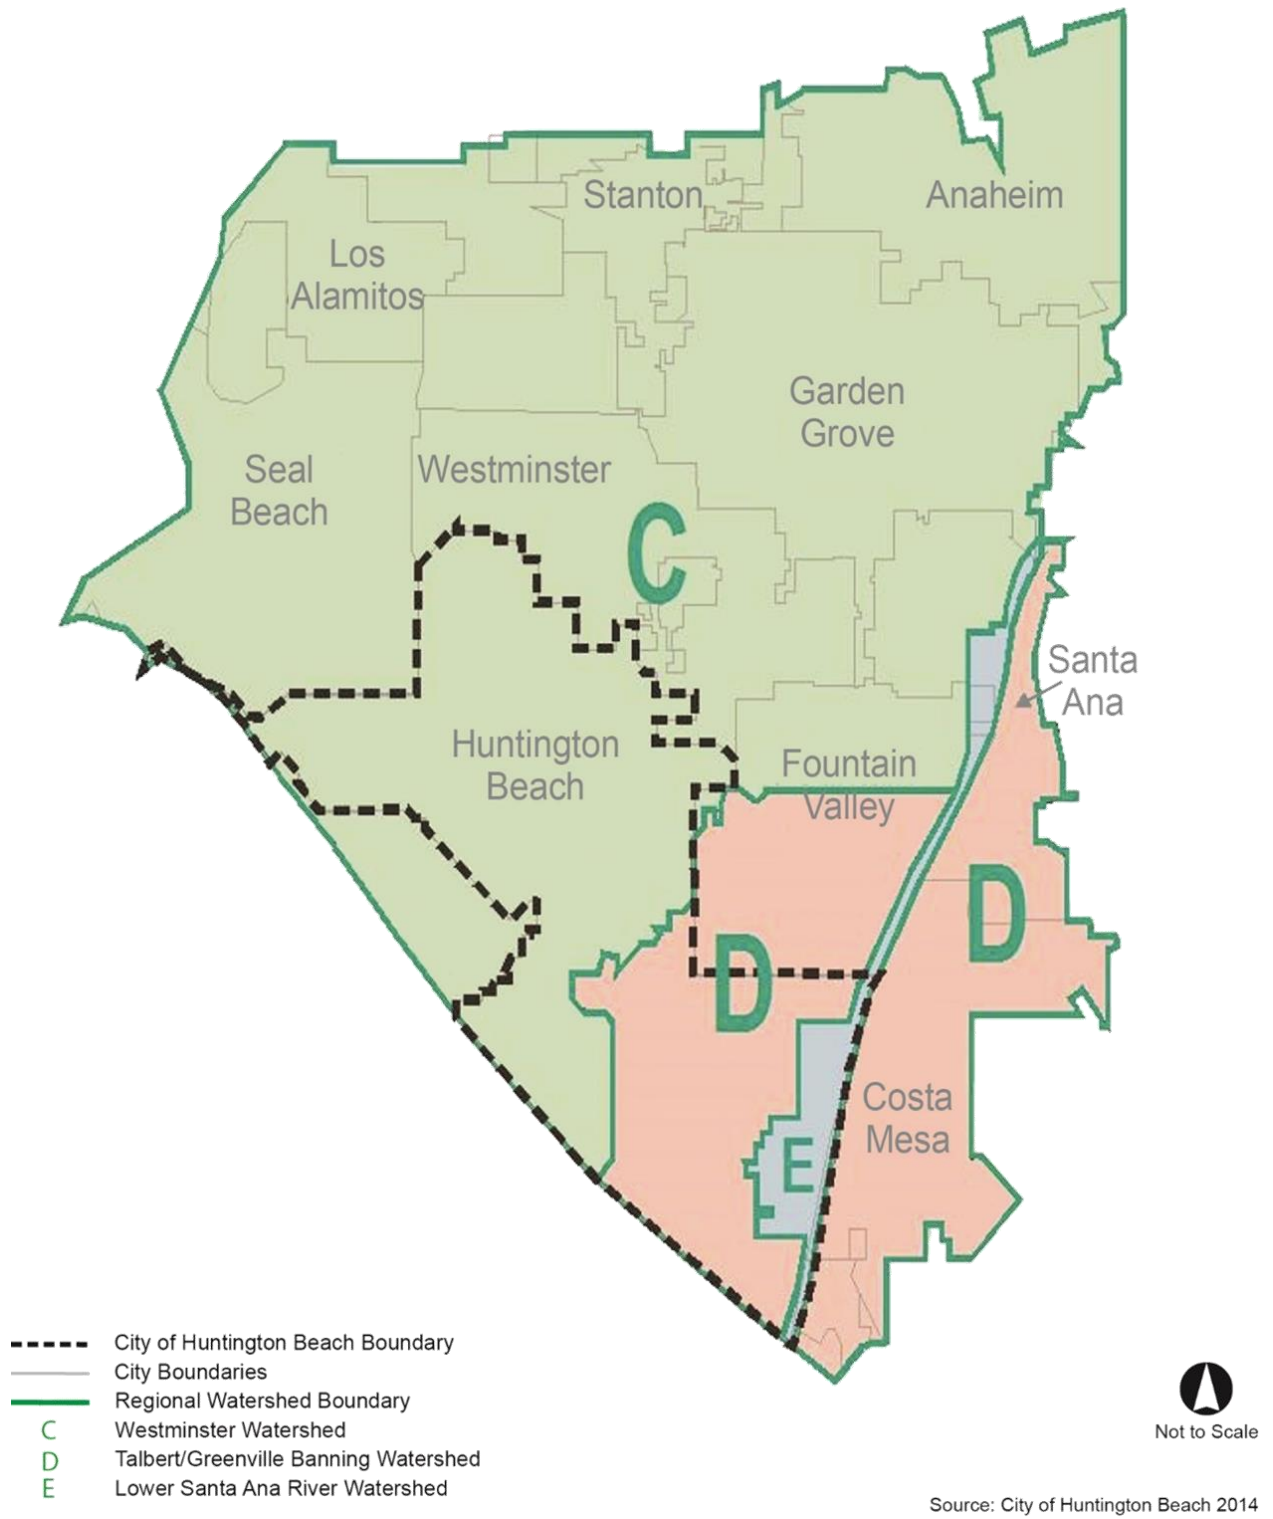 Stanton
Anaheim
Los
Alamitos
Garden
Grove
Seal
Beach
Westminster
C
Santa
Ana
Huntington
Beach
Fountain
Valley
D
D
Costa
Mesa
E
City of Huntington Beach Boundary
City Boundaries
Regional Watershed Boundary
C Westminster Watershed
D Talbert/Greenville Banning Watershed
E Lower Santa Ana River Watershed
Not to Scale
Source: City of Huntington Beach 2014